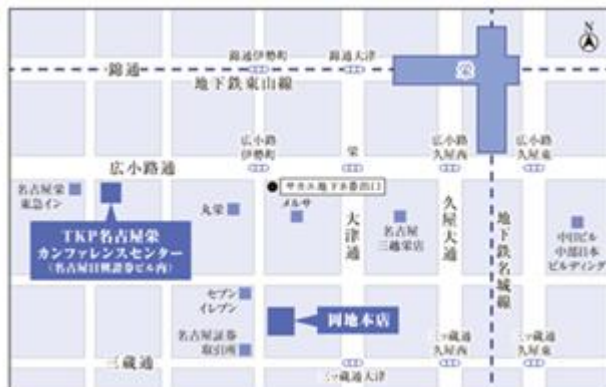 N
錦通伊勢町
錦通大津
栄
錦通
地下鉄東山線
広小路
伊勢町
栄
広小路
久屋西
広小路
久屋東
広小路通
名古屋栄
東急イン
サカエ地下8番出口
丸栄
メルサ
TKP名古屋栄
カンファレンスセンター
(名古屋日興證券ビル内)
大津通
名古屋
三越栄店
久屋大通
地下鉄名城線
中日ビル
中部日本
ビルディング
セブン
イレブン
岡地本店
名古屋証券
取引所
三蔵通
三ッ蔵通大津
三ッ蔵通
久屋西
三ッ蔵通
久屋東